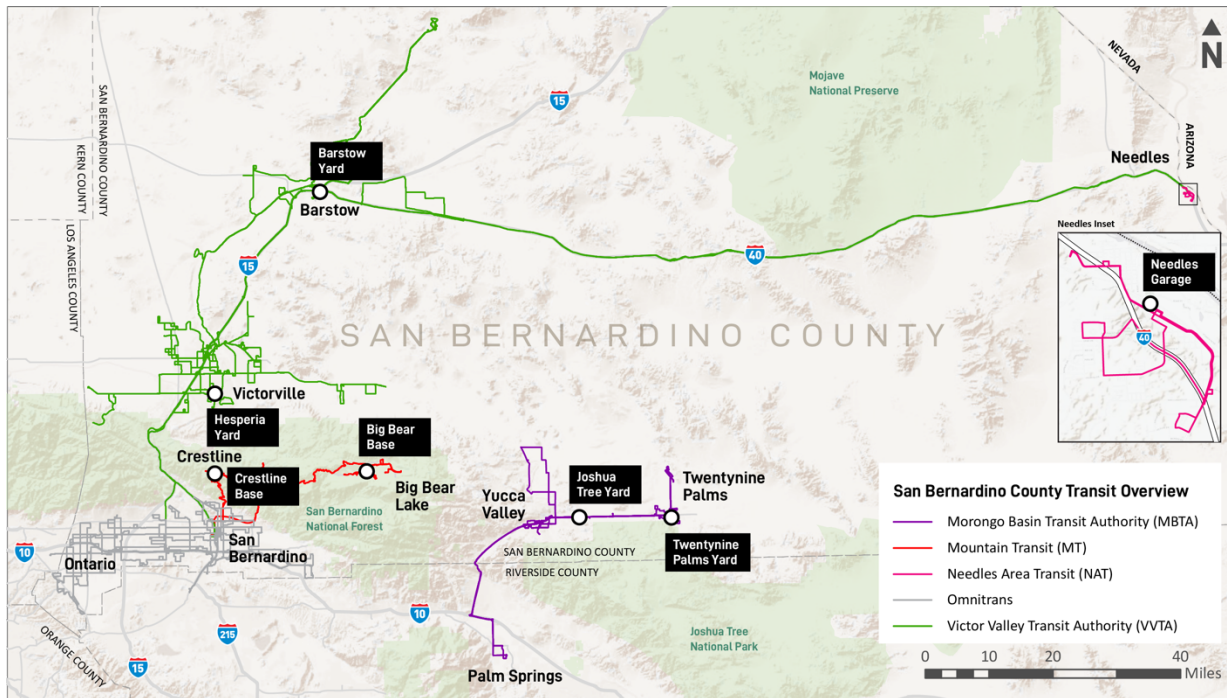 N
NEVADA
ARIZONA
Mojave
National Preserve
15
SAN BERNARDINO COUNTY
KERN COUNTY
LOS ANGELES COUNTY
Barstow
Yard
Barstow
Needles
Needles Inset
Needles
Garage
40
15
40
SAN BERNARDINO COUNTY
Victorville
Hesperia
Yard
Big Bear
Base
Crestline
Crestline
Base
Big Bear
Lake
San Bernardino
National Forest
San
Bernardino
Ontario
10
Yucca
Valley
Joshua
Tree Yard
Twentynine
Palms
Twentynine
Palms Yard
SAN BERNARDINO COUNTY
RIVERSIDE COUNTY
10
215
15
ORANGE COUNTY
Palm Springs
Joshua Tree
National Park
San Bernardino County Transit Overview
Morongo Basin Transit Authority (MBTA)
Mountain Transit (MT)
Needles Area Transit (NAT)
Omnitrans
Victor Valley Transit Authority (VVTA)
0 10 20 40
Miles